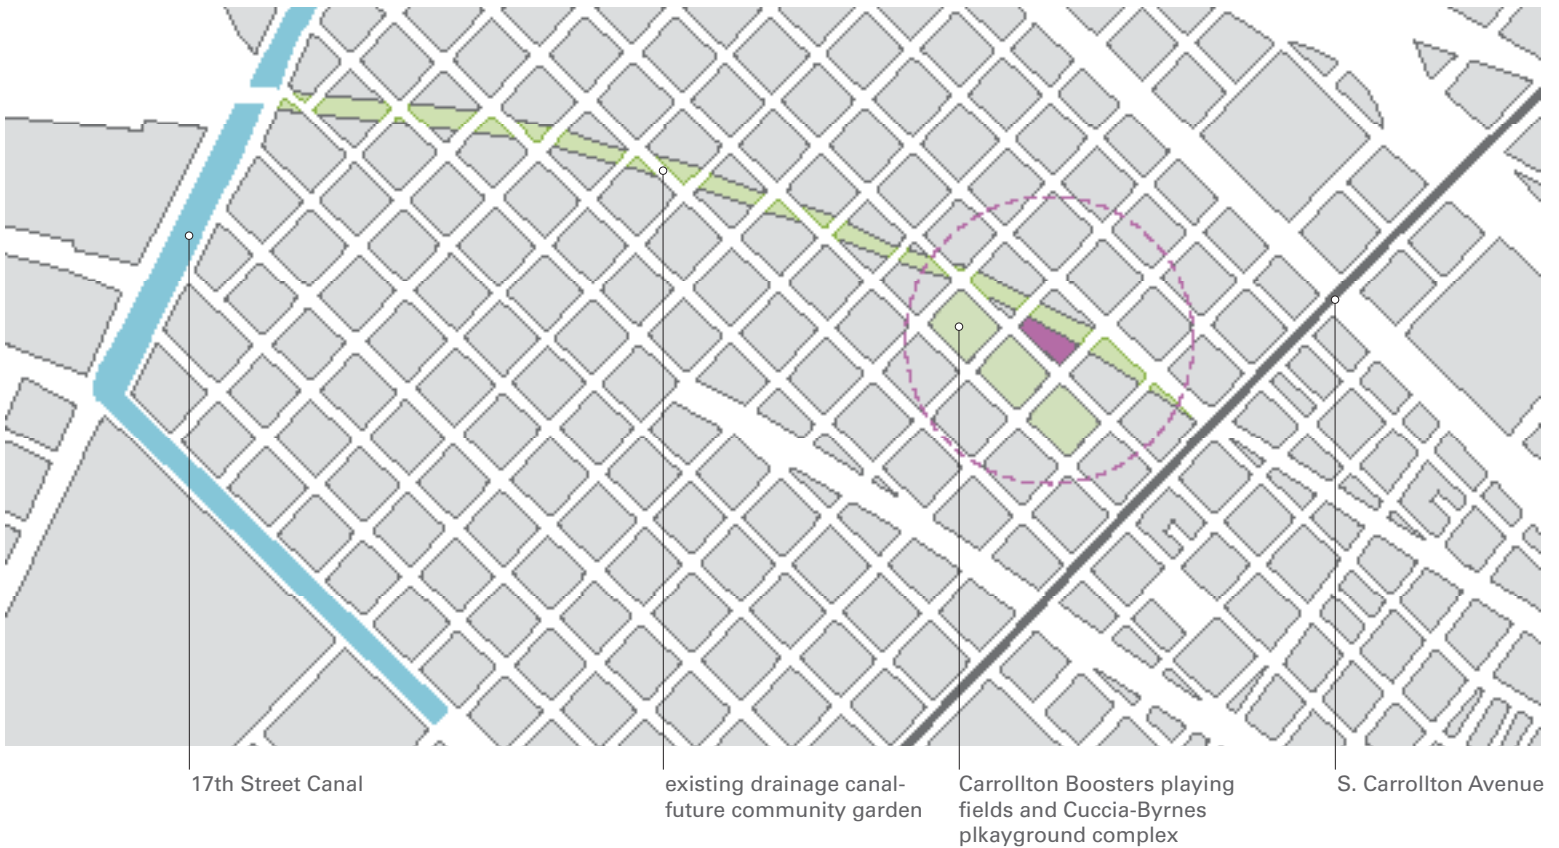 17th Street Canal
existing drainage canal-
future community garden
Carrollton Boosters playing
fields and Cuccia-Byrnes
plkayground complex
S. Carrollton Avenue